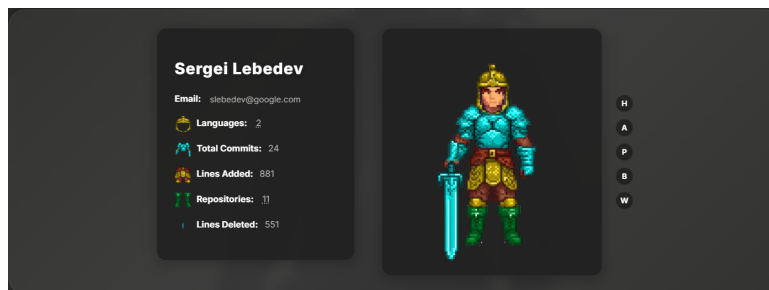 Sergei Lebedev
Email: slebedev@google.com
Languages: 2
Total Commits: 24
Lines Added: 881
Repositories: 11
Lines Deleted: 551
H
A
P
B
W